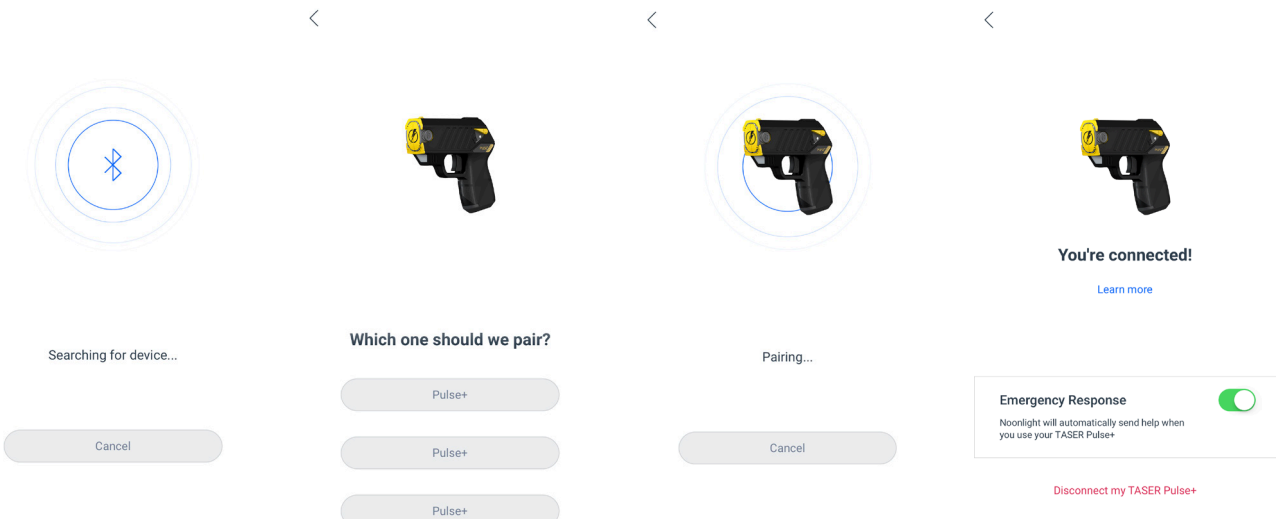 Searching for device...
Cancel
Which one should we pair?
Pulse+
Pulse+
Pulse+
Pairing...
Cancel
You're connected!
Learn more
Emergency Response
Noonlight will automatically send help when
you use your TASER Pulse+
Disconnect my TASER Pulse+